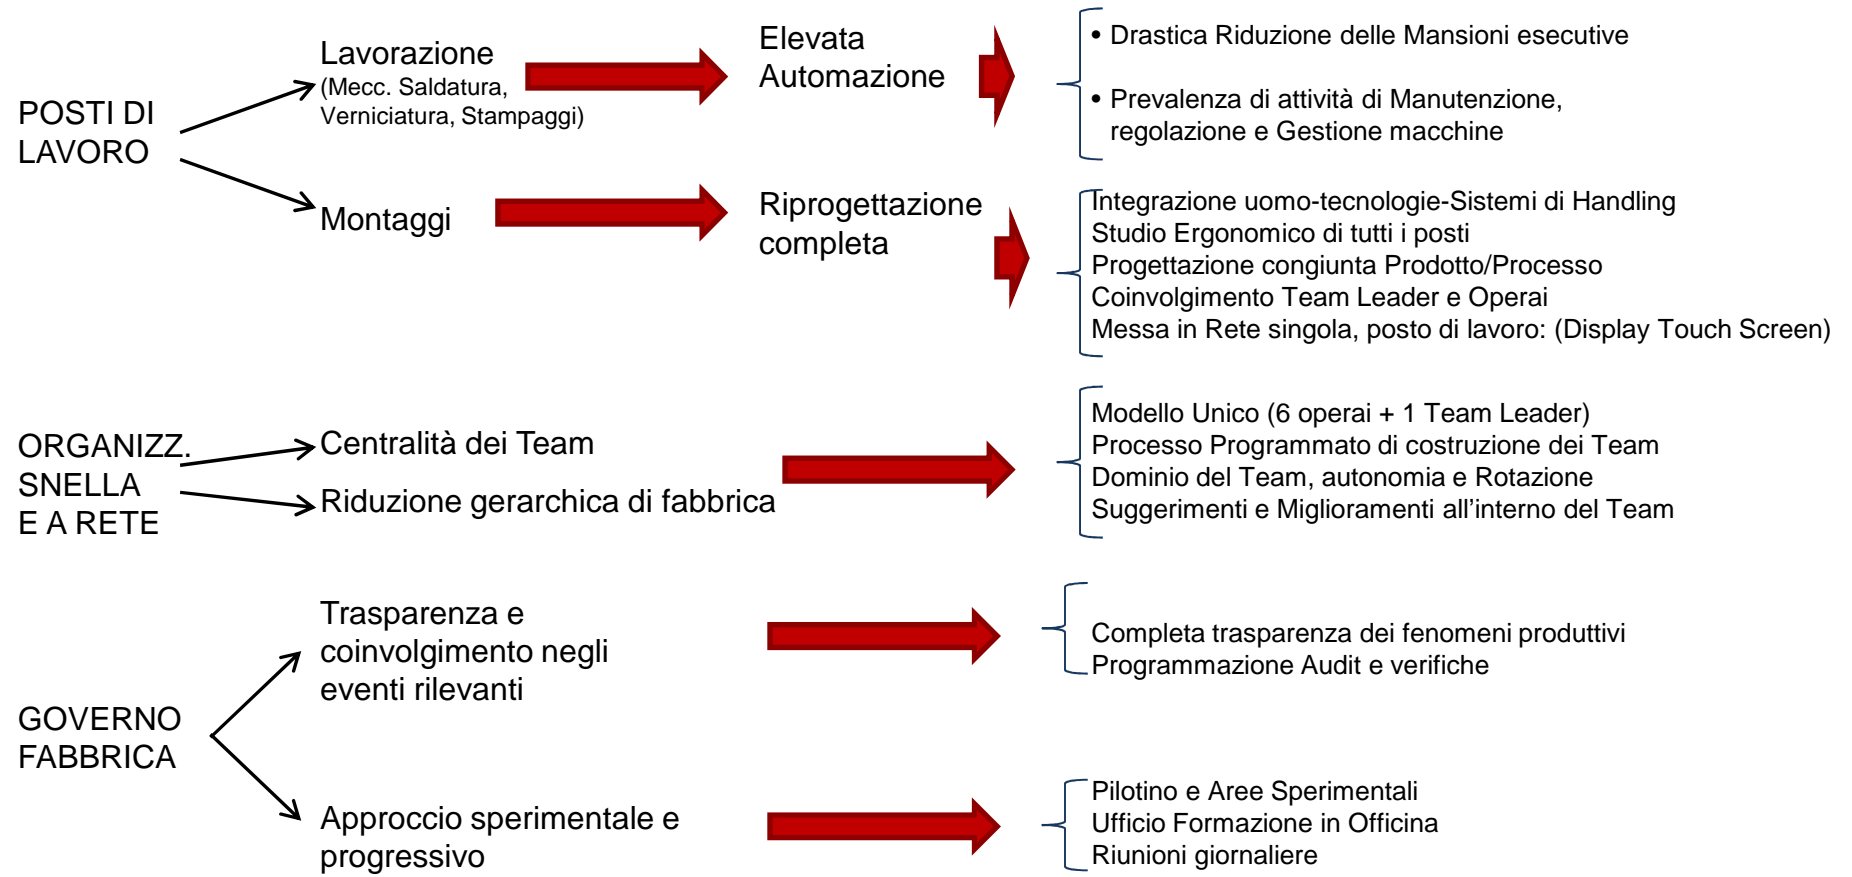 POSTI DI
LAVORO
Lavorazione
(Mecc. Saldatura,
Verniciatura, Stampaggi)
Elevata
Automazione
• Drastica Riduzione delle Mansioni esecutive
• Prevalenza di attività di Manutenzione,
regolazione e Gestione macchine
Montaggi
Riprogettazione
completa
Integrazione uomo-tecnologie-Sistemi di Handling
Studio Ergonomico di tutti i posti
Progettazione congiunta Prodotto/Processo
Coinvolgimento Team Leader e Operai
Messa in Rete singola, posto di lavoro: (Display Touch Screen)
ORGANIZZ.
SNELLA
E A RETE
Centralità dei Team
Riduzione gerarchica di fabbrica
Modello Unico (6 operai + 1 Team Leader)
Processo Programmato di costruzione dei Team
Dominio del Team, autonomia e Rotazione
Suggerimenti e Miglioramenti all’interno del Team
GOVERNO
FABBRICA
Trasparenza e
coinvolgimento negli
eventi rilevanti
Completa trasparenza dei fenomeni produttivi
Programmazione Audit e verifiche
Approccio sperimentale e
progressivo
Pilotino e Aree Sperimentali
Ufficio Formazione in Officina
Riunioni giornaliere